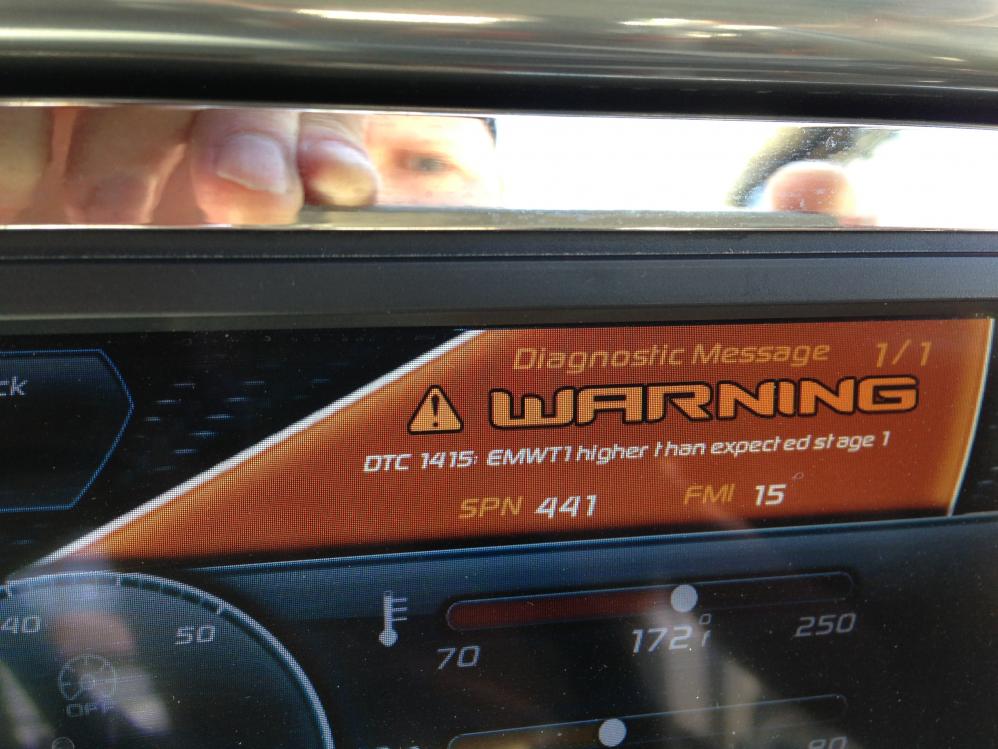 ck
Diagnostic Message 1/1
WARNING
DTC 1415: EMWT1 higher than expected stage 1
SPN 441 FMI 15
40 50
OFF
70 172°F 250
80